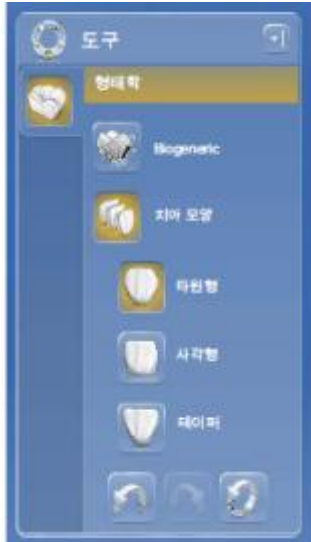 도구
형태학
Biogeneric
치아 모양
타원형
사각형
테이퍼